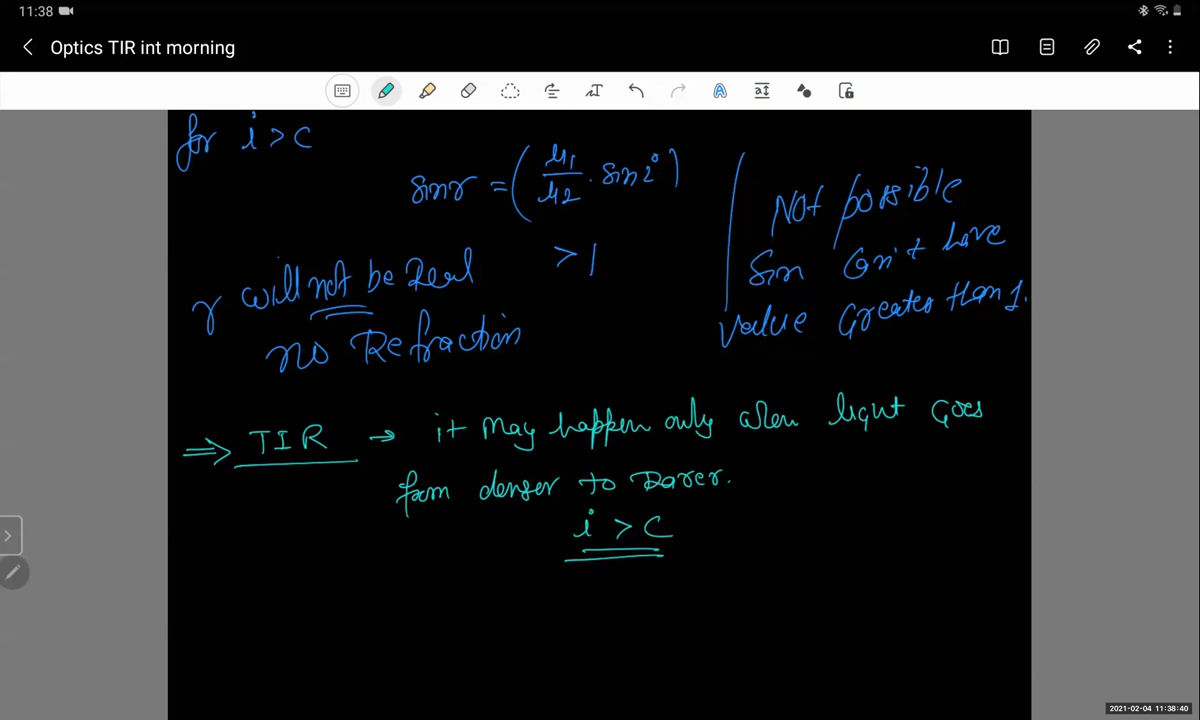 11:38
Optics TIR int morning
for i > c
sin r = ( μ1 / μ2 . sin i )
> 1
r will not be Real
no Refraction
Not possible
Sin Can't have
value Greater than 1.
⇒ TIR → it may happen only when light Goes
from denser to Rarer.
i > C
2021-02-04 11:38:40